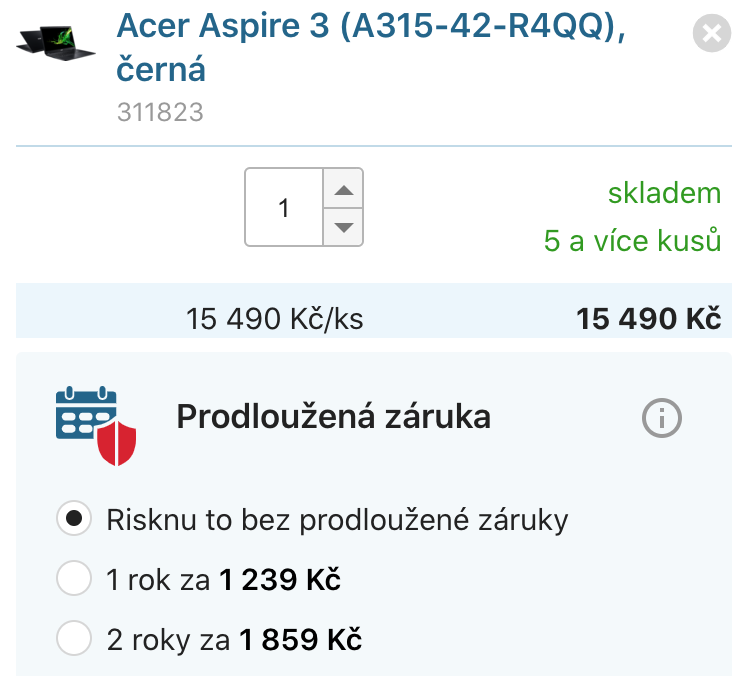 Acer Aspire 3 (A315-42-R4QQ),
černá
311823
1
skladem
5 a více kusů
15 490 Kč/ks
15 490 Kč
Prodloužená záruka
Risknu to bez prodloužené záruky
1 rok za 1 239 Kč
2 roky za 1 859 Kč